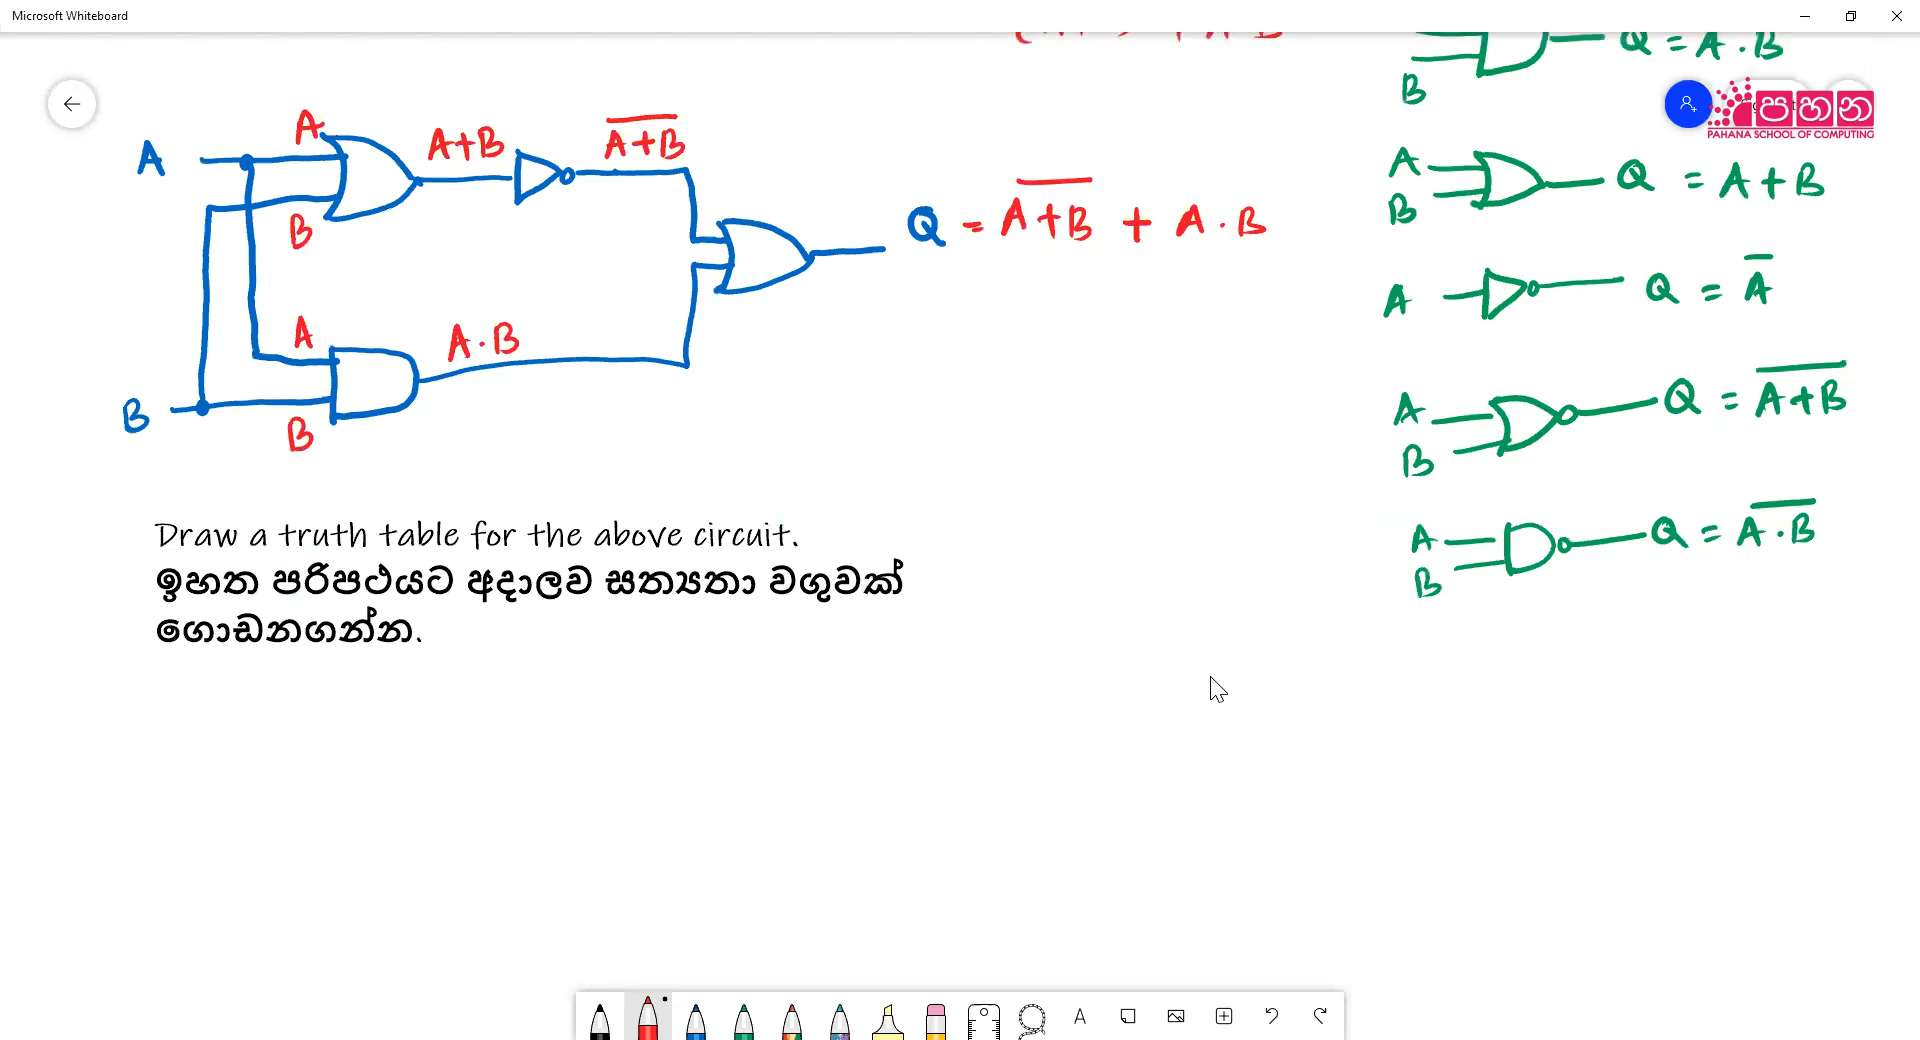 Microsoft Whiteboard
Q = A . B
B
පහන
PAHANA SCHOOL OF COMPUTING
A
A
A+B
A̅+̅B̅
B
Q = A̅+̅B̅ + A . B
A
A . B
B
B
A
B
Q = A+B
A
Q = A̅
A
B
Q = A̅+̅B̅
A
B
Q = A̅ ̅.̅ ̅B̅
Draw a truth table for the above circuit.
ඉහත පරිපථයට අදාලව සත්‍යතා වගුවක්
ගොඩනගන්න.